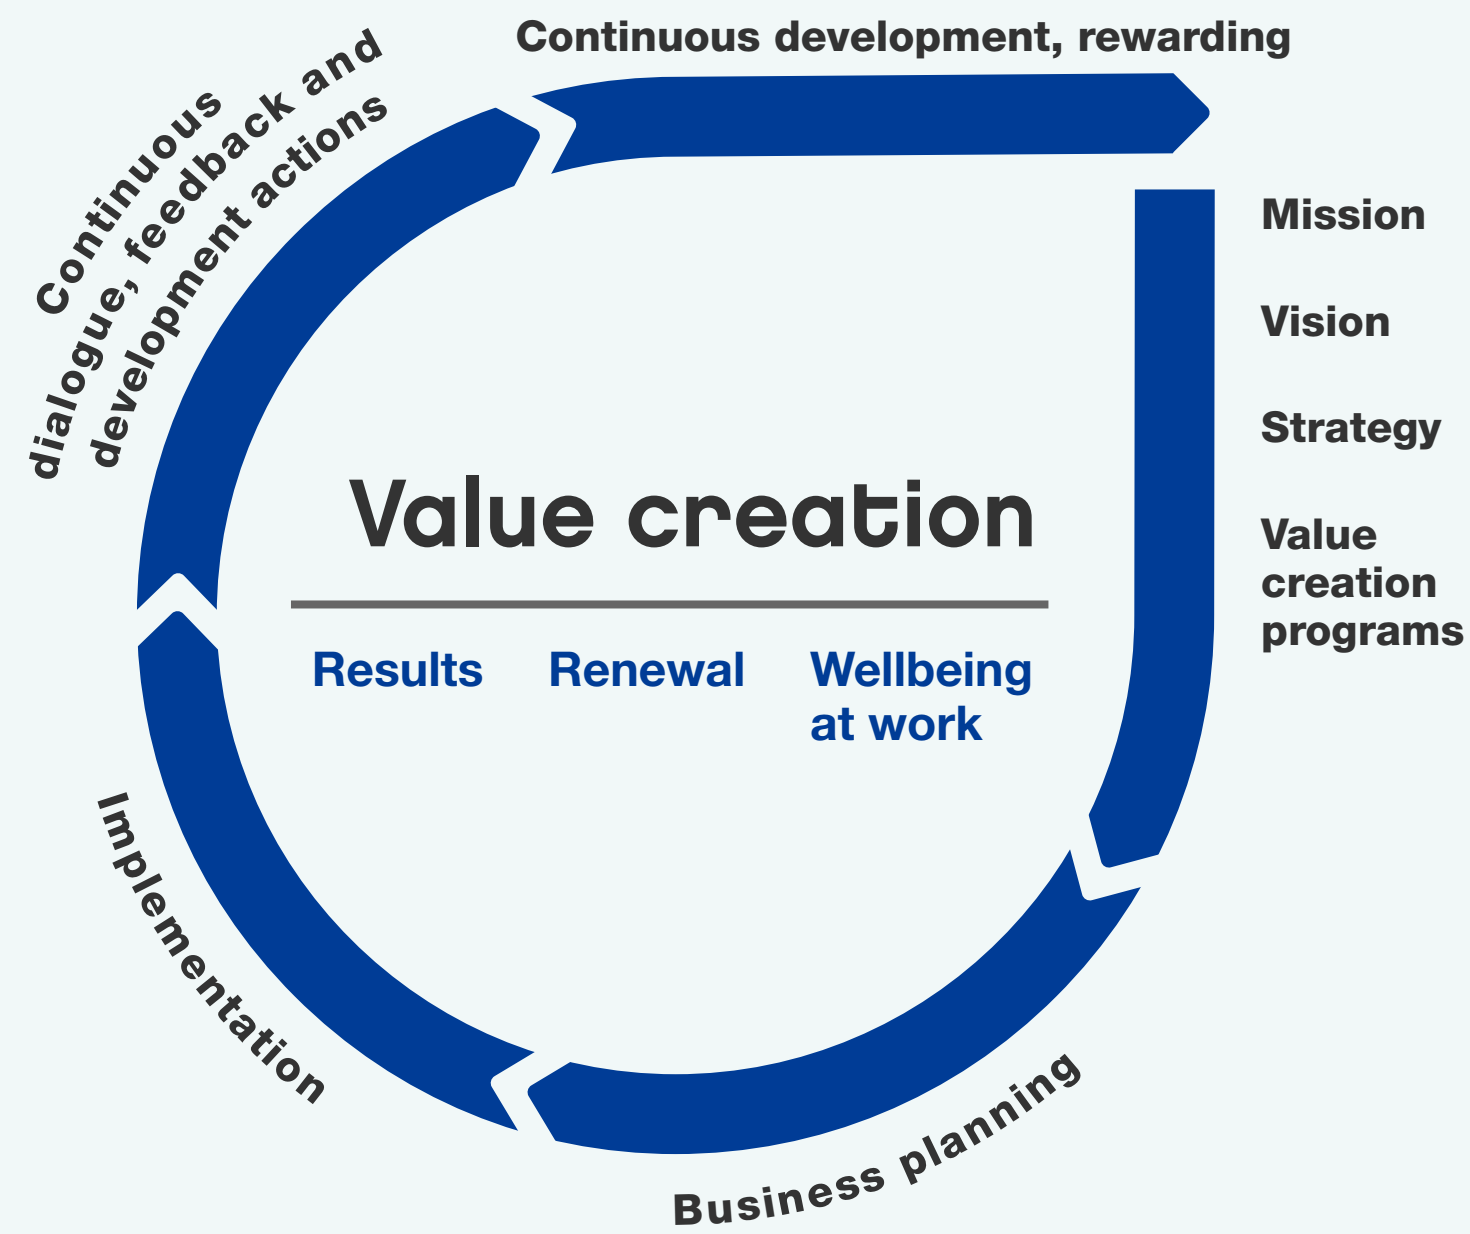 Continuous development, rewarding
Mission
Vision
Strategy
Value
creation
programs
Business planning
Implementation
Continuous
dialogue, feedback and
development actions
Value creation
Results
Renewal
Wellbeing
at work